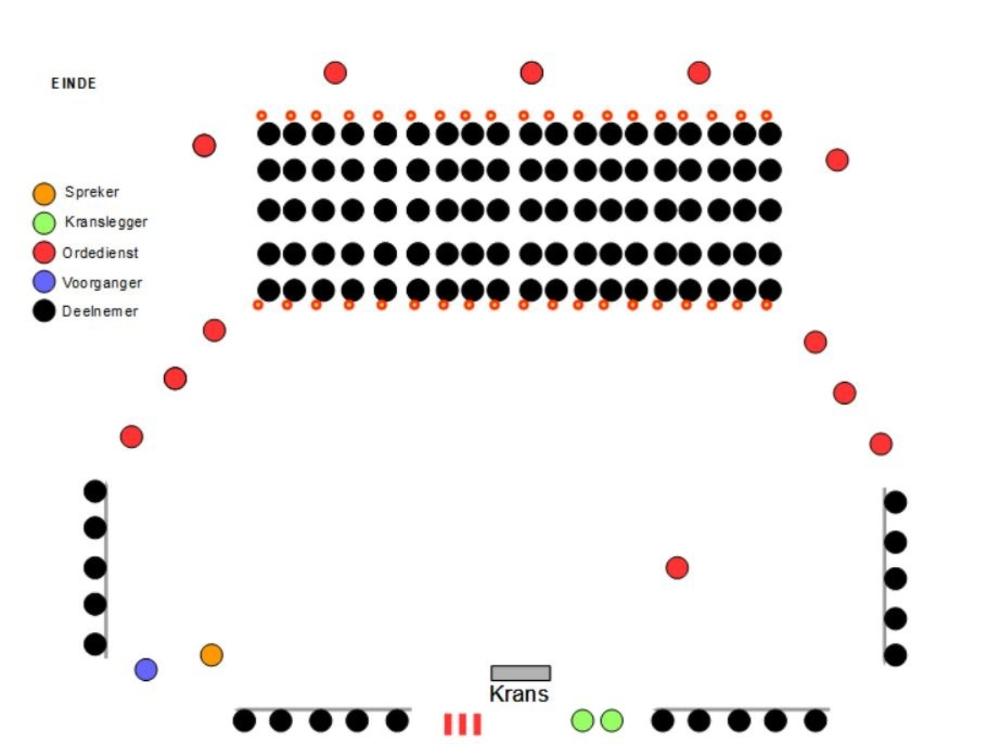 EINDE
Spreker
Kranslegger
Ordedienst
Voorganger
Deelnemer
Krans